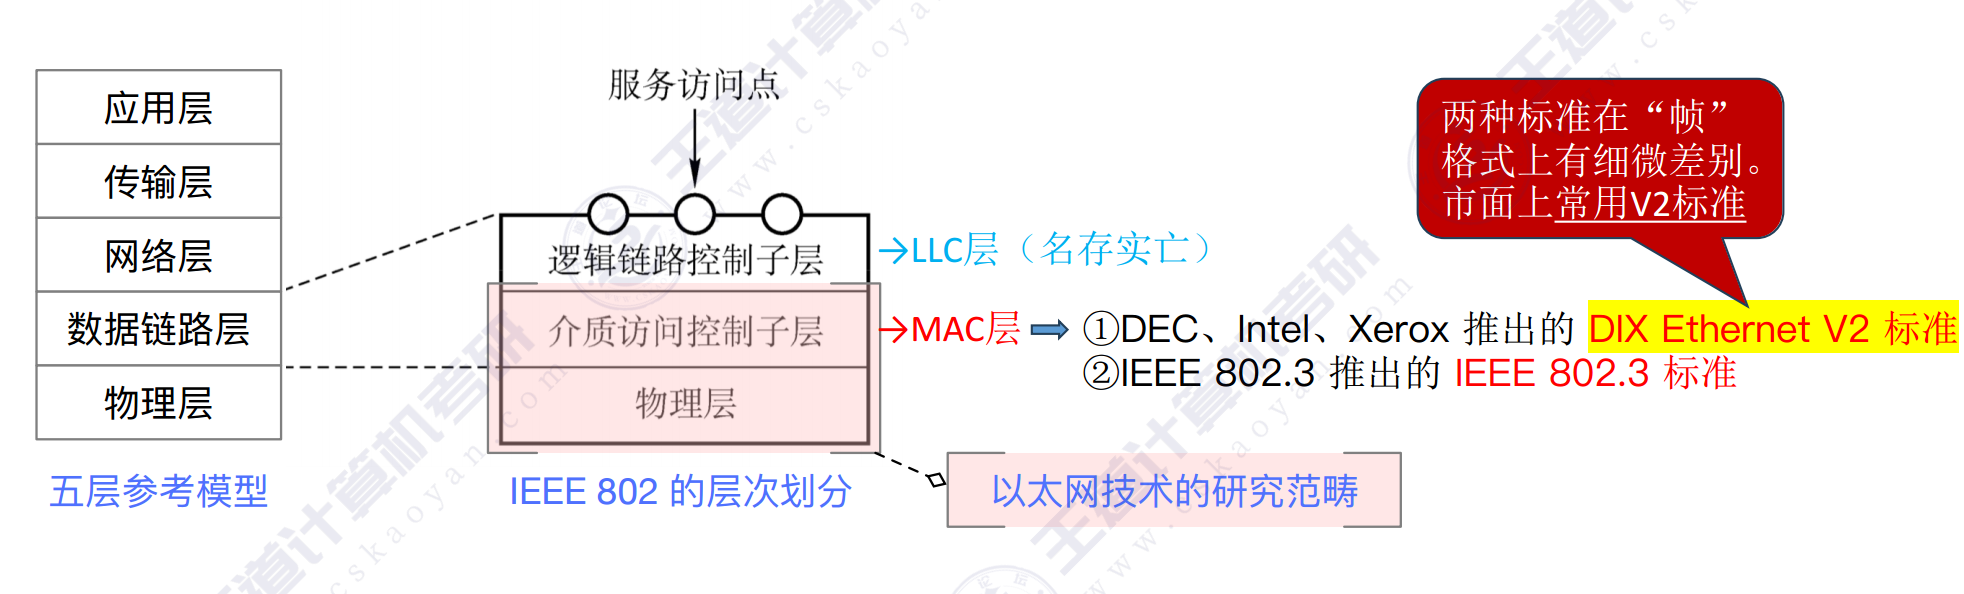 应用层
传输层
网络层
数据链路层
物理层
五层参考模型
服务访问点
逻辑链路控制子层
介质访问控制子层
物理层
IEEE 802 的层次划分
→LLC层（名存实亡）
→MAC层
①DEC、Intel、Xerox 推出的 DIX Ethernet V2 标准
②IEEE 802.3 推出的 IEEE 802.3 标准
两种标准在“帧”
格式上有细微差别。
市面上常用V2标准
以太网技术的研究范畴
王道计算机考研
www.cskaoyan.com